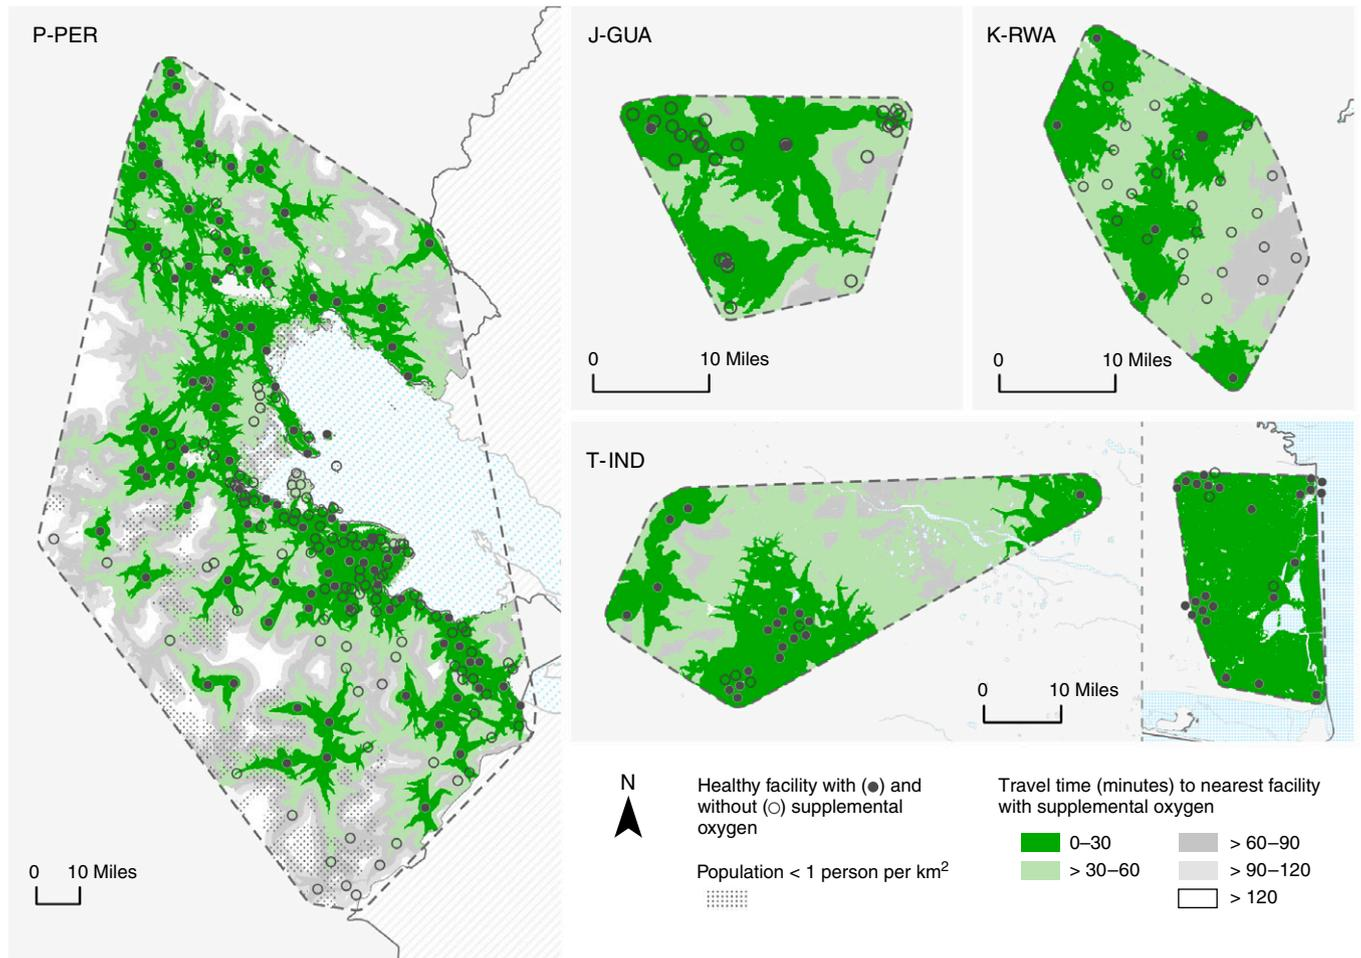 P-PER
J-GUA
K-RWA
0 10 Miles
0 10 Miles
T-IND
0 10 Miles
0 10 Miles
N
Healthy facility with (●) and
without (○) supplemental
oxygen
Population < 1 person per km²
Travel time (minutes) to nearest facility
with supplemental oxygen
0–30
> 30–60
> 60–90
> 90–120
> 120